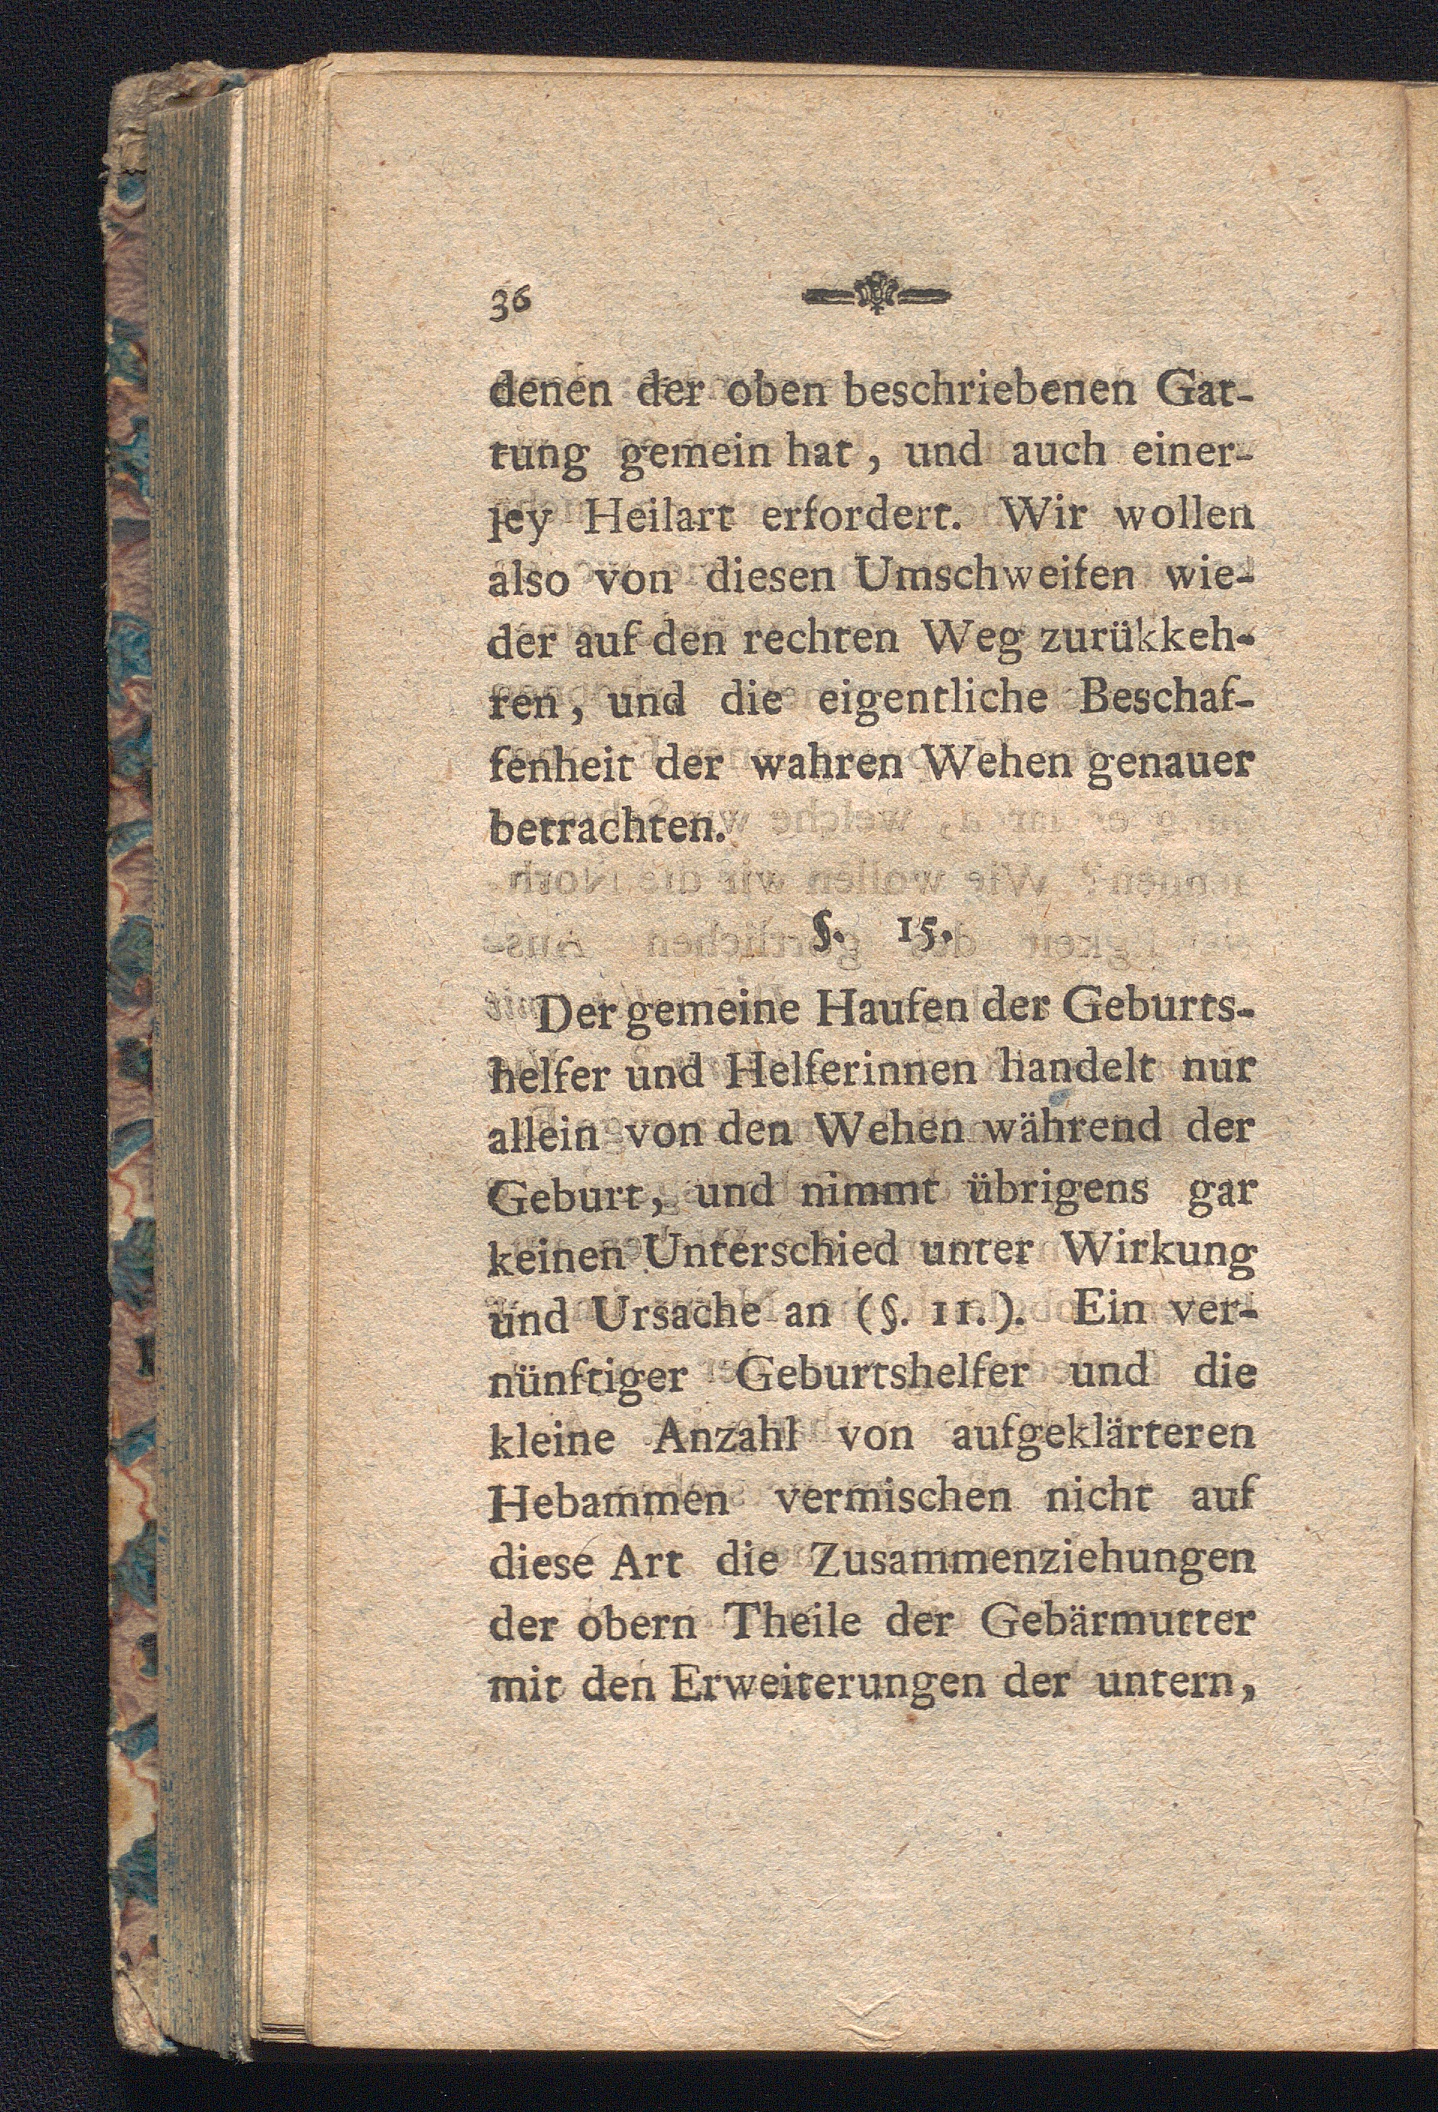 36
denen der oben beschriebenen Gat-
tung gemein hat, und auch einer-
ley Heilart erfordert. Wir wollen
also von diesen Umschweifen wie-
der auf den rechten Weg zurükkeh-
ren, und die eigentliche Beschaf-
fenheit der wahren Wehen genauer
betrachten.
§. 15.
Der gemeine Haufen der Geburts-
helfer und Helferinnen handelt nur
allein von den Wehen während der
Geburt, und nimmt übrigens gar
keinen Unterschied unter Wirkung
und Ursache an (§. 11.). Ein ver-
nünftiger Geburtshelfer und die
kleine Anzahl von aufgeklärteren
Hebammen vermischen nicht auf
diese Art die Zusammenziehungen
der obern Theile der Gebärmutter
mit den Erweiterungen der untern,